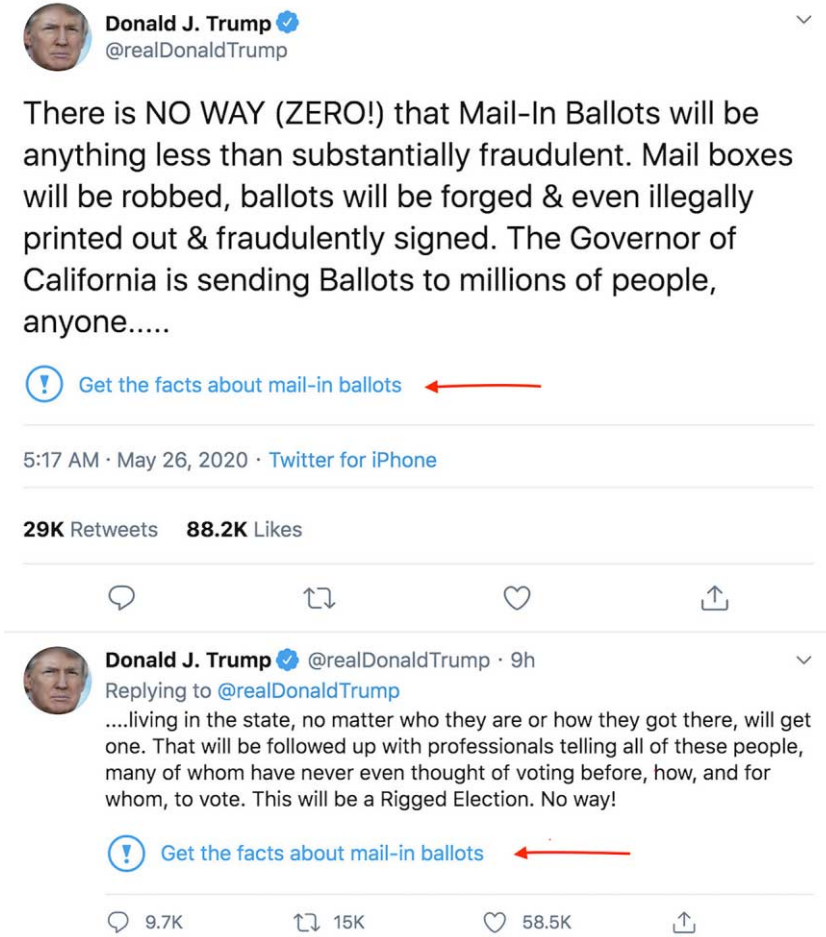 Donald J. Trump
@realDonaldTrump
There is NO WAY (ZERO!) that Mail-In Ballots will be
anything less than substantially fraudulent. Mail boxes
will be robbed, ballots will be forged & even illegally
printed out & fraudulently signed. The Governor of
California is sending Ballots to millions of people,
anyone.....
Get the facts about mail-in ballots
5:17 AM · May 26, 2020 · Twitter for iPhone
29K Retweets 88.2K Likes
Donald J. Trump @realDonaldTrump · 9h
Replying to @realDonaldTrump
....living in the state, no matter who they are or how they got there, will get
one. That will be followed up with professionals telling all of these people,
many of whom have never even thought of voting before, how, and for
whom, to vote. This will be a Rigged Election. No way!
Get the facts about mail-in ballots
9.7K 15K 58.5K